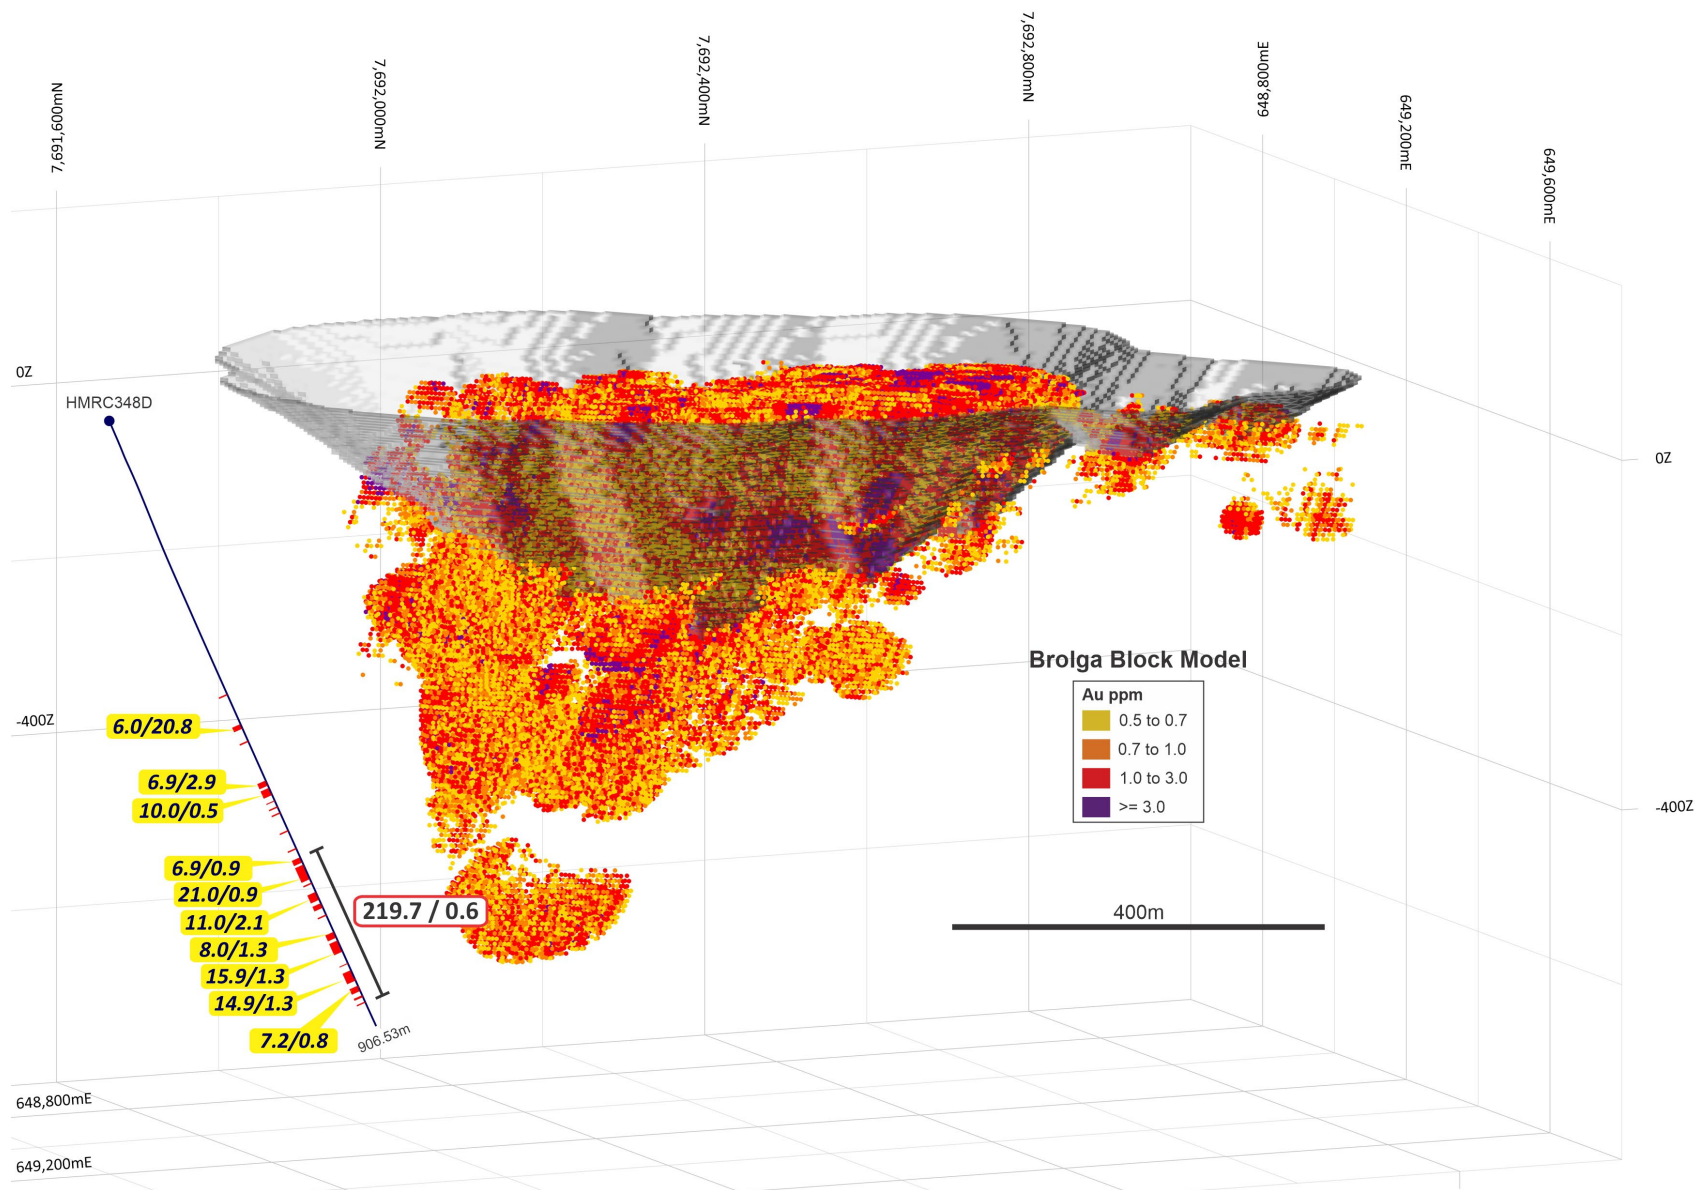 7,691,600mN
7,692,000mN
7,692,400mN
7,692,800mN
649,800mE
649,200mE
649,600mE
0Z
HMRC348D
0Z
-400Z
6.0/20.8
6.9/2.9
10.0/0.5
6.9/0.9
21.0/0.9
11.0/2.1
8.0/1.3
15.9/1.3
14.9/1.3
7.2/0.8
219.7 / 0.6
906.53m
Brolga Block Model
Au ppm
0.5 to 0.7
0.7 to 1.0
1.0 to 3.0
>= 3.0
-400Z
400m
648,800mE
649,200mE